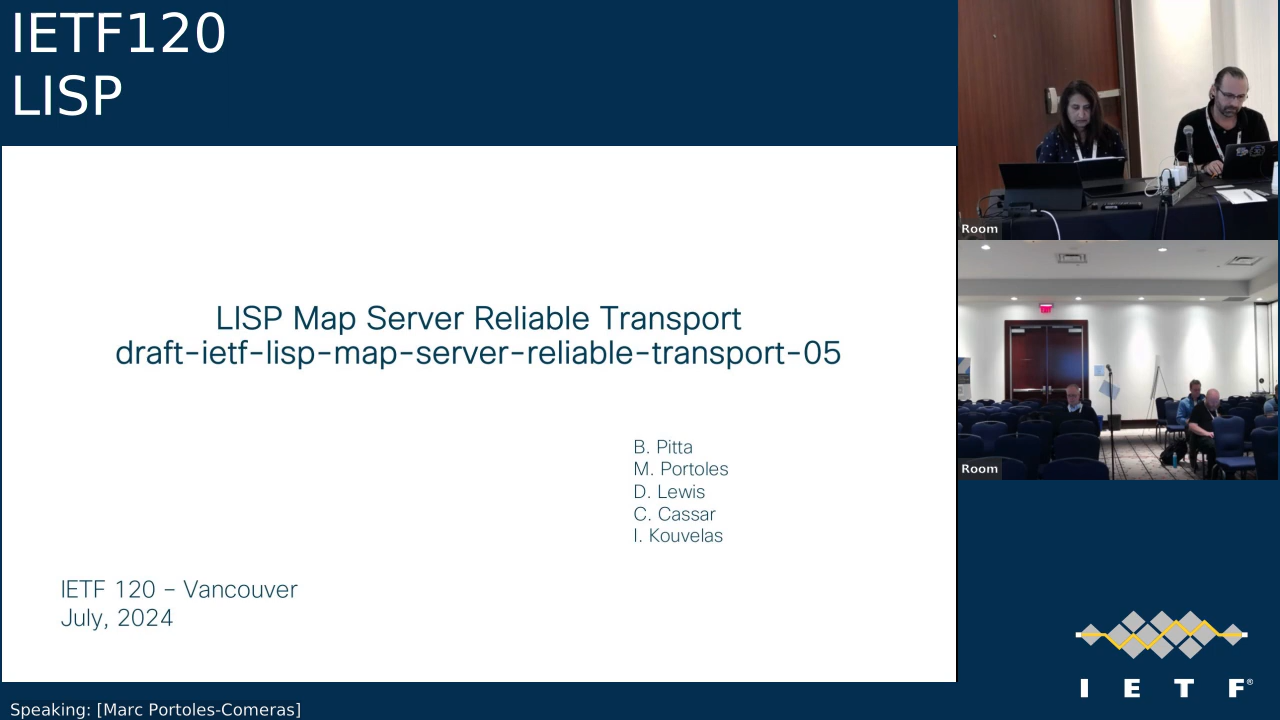 IETF120
LISP
LISP Map Server Reliable Transport
draft-ietf-lisp-map-server-reliable-transport-05
B. Pitta
M. Portoles
D. Lewis
C. Cassar
I. Kouvelas
IETF 120 – Vancouver
July, 2024
Room
Room
I E T F®
Speaking: [Marc Portoles-Comeras]